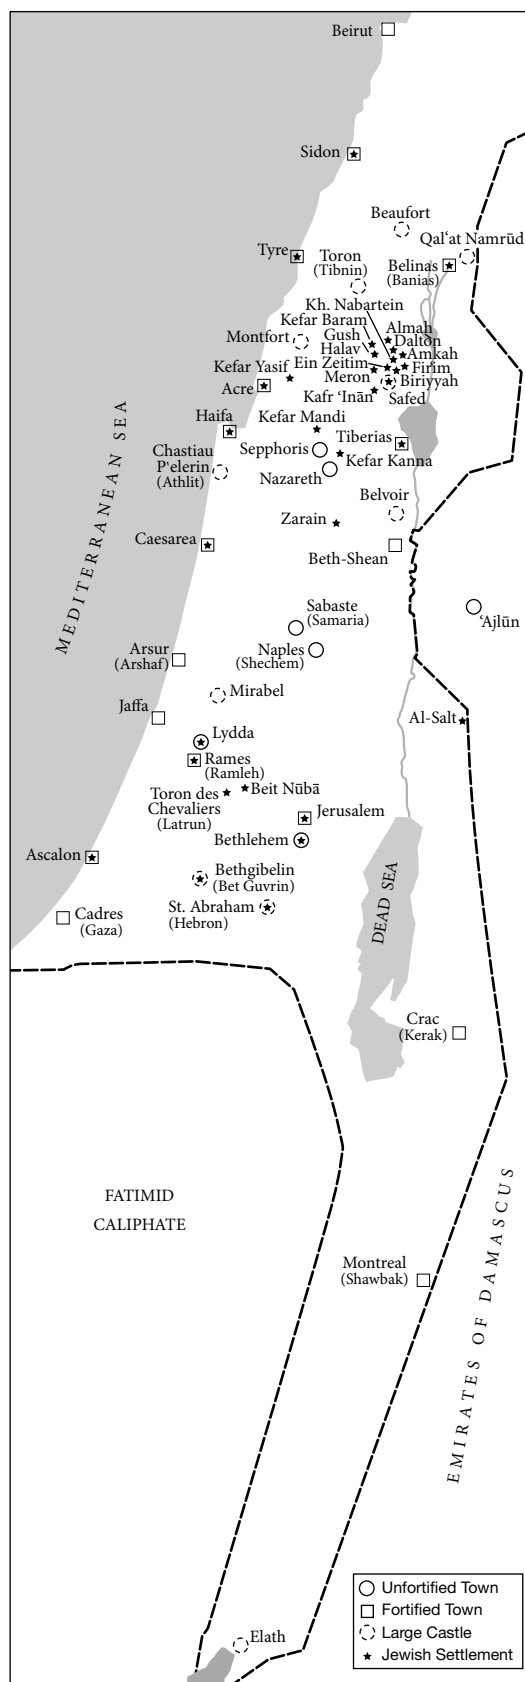 Beirut
Sidon
Beaufort
Qal‘at Namrūd
Tyre
Toron
(Tibnin)
Belinas
(Banias)
Kh. Nabartein
Kefar Baram
Almah
Gush
Halav
Dalton
Montfort
Amkah
Ein Zeitim
Firim
Kefar Yasif
Meron
Biriyyah
Acre
Kafr ‘Inān
Safed
Haifa
Kefar Mandi
Tiberias
Sepphoris
Kefar Kanna
Chastiau
P'elerin
(Athlit)
Nazareth
Belvoir
Zarain
Caesarea
Beth-Shean
MEDITERRANEAN SEA
Sabaste
(Samaria)
‘Ajlūn
Naples
(Shechem)
Arsur
(Arshaf)
Mirabel
Jaffa
Al-Salt
Lydda
Rames
(Ramleh)
Beit Nūbā
Toron des
Chevaliers
(Latrun)
Jerusalem
Bethlehem
Ascalon
Bethgibelin
(Bet Guvrin)
St. Abraham
(Hebron)
DEAD SEA
Cadres
(Gaza)
Crac
(Kerak)
FATIMID
CALIPHATE
EMIRATES OF DAMASCUS
Montreal
(Shawbak)
Elath
Unfortified Town
Fortified Town
Large Castle
Jewish Settlement